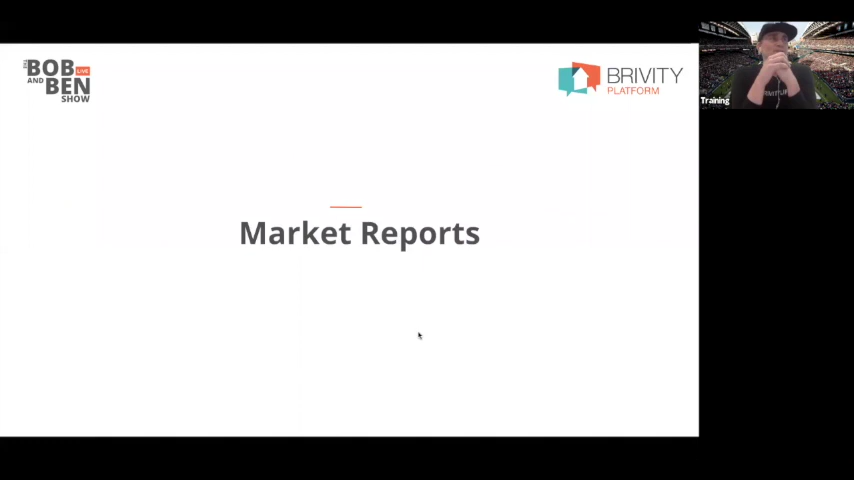 THE
BOB
LIVE
AND
BEN
SHOW
BRIVITY
PLATFORM
Training
Market Reports